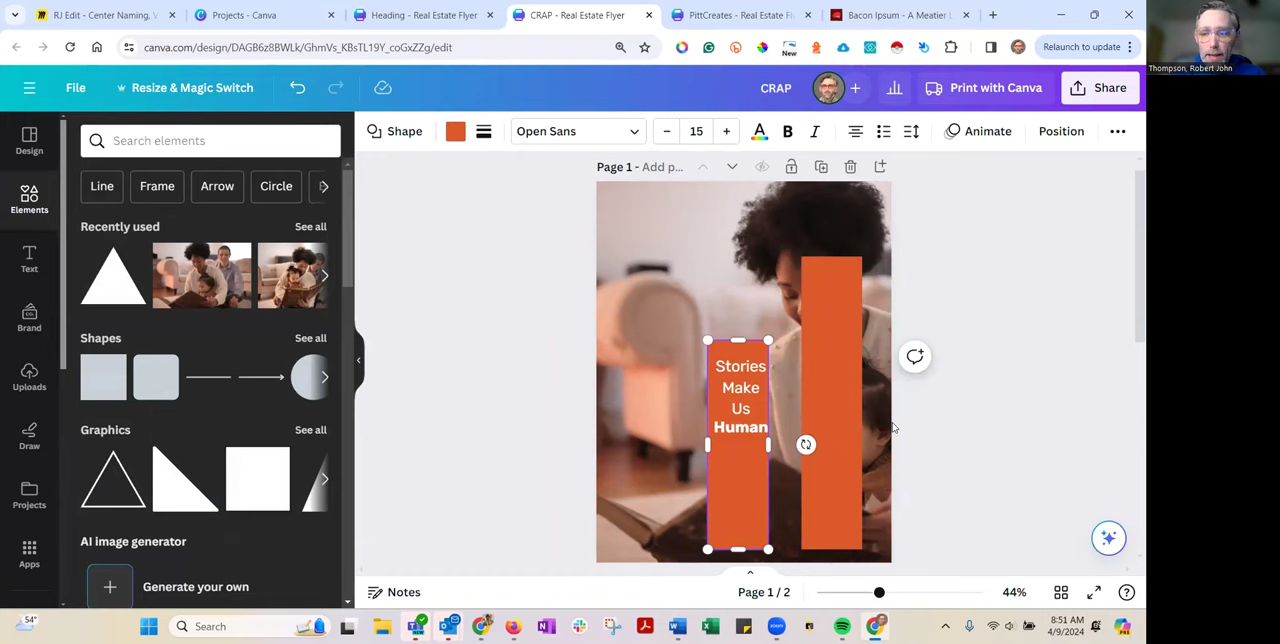 RJ Edit - Center Naming, V
Projects - Canva
Heading - Real Estate Flyer
CRAP - Real Estate Flyer
PittCreates - Real Estate Fl
Bacon Ipsum - A Meatier L
canva.com/design/DAGB6z8BWLk/GhmVs_KBsTL19Y_coGxZZg/edit
New
Relaunch to update
Thompson, Robert John
File
Resize & Magic Switch
CRAP
Print with Canva
Share
Design
Elements
Text
Brand
Uploads
Draw
Projects
Apps
Search elements
Line
Frame
Arrow
Circle
Recently used
See all
Shapes
See all
Graphics
See all
AI image generator
Generate your own
Shape
Open Sans
15
A
B
I
Animate
Position
Page 1 - Add p...
Stories
Make
Us
Human
Notes
Page 1 / 2
44%
54°
Search
8:51 AM
4/9/2024